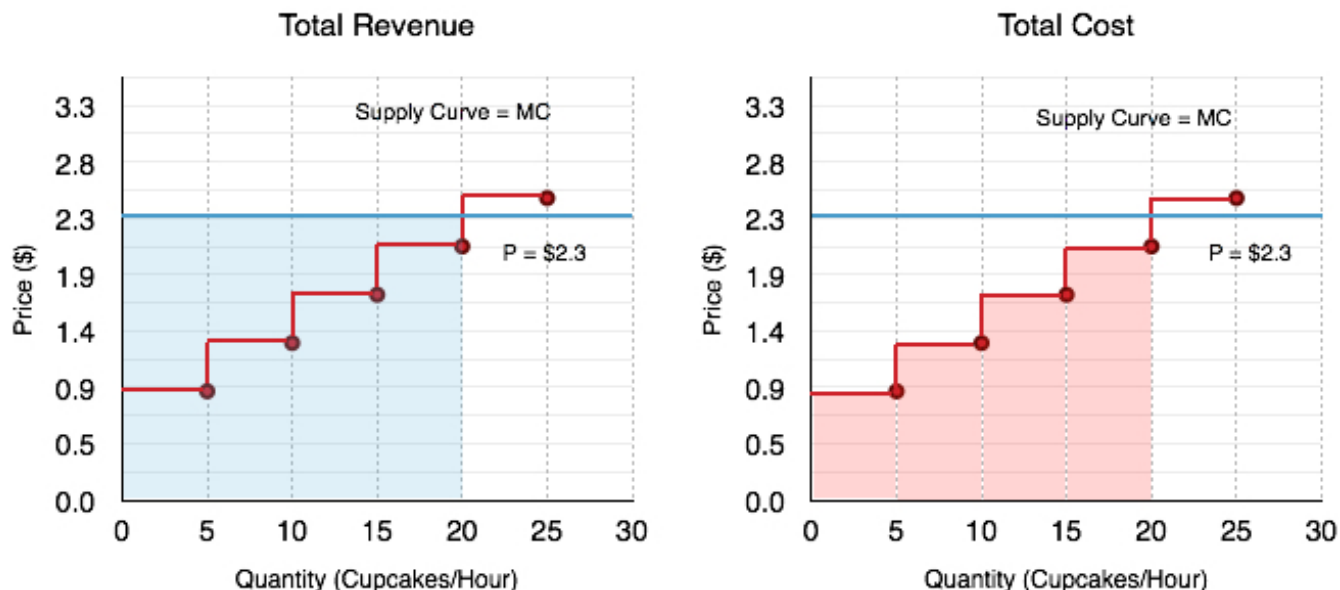 Total Revenue
Supply Curve = MC
P = $2.3
Price ($)
3.3
2.8
2.3
1.9
1.4
0.9
0.5
0.0
0 5 10 15 20 25 30
Quantity (Cupcakes/Hour)
Total Cost
Supply Curve = MC
P = $2.3
Price ($)
3.3
2.8
2.3
1.9
1.4
0.9
0.5
0.0
0 5 10 15 20 25 30
Quantity (Cupcakes/Hour)